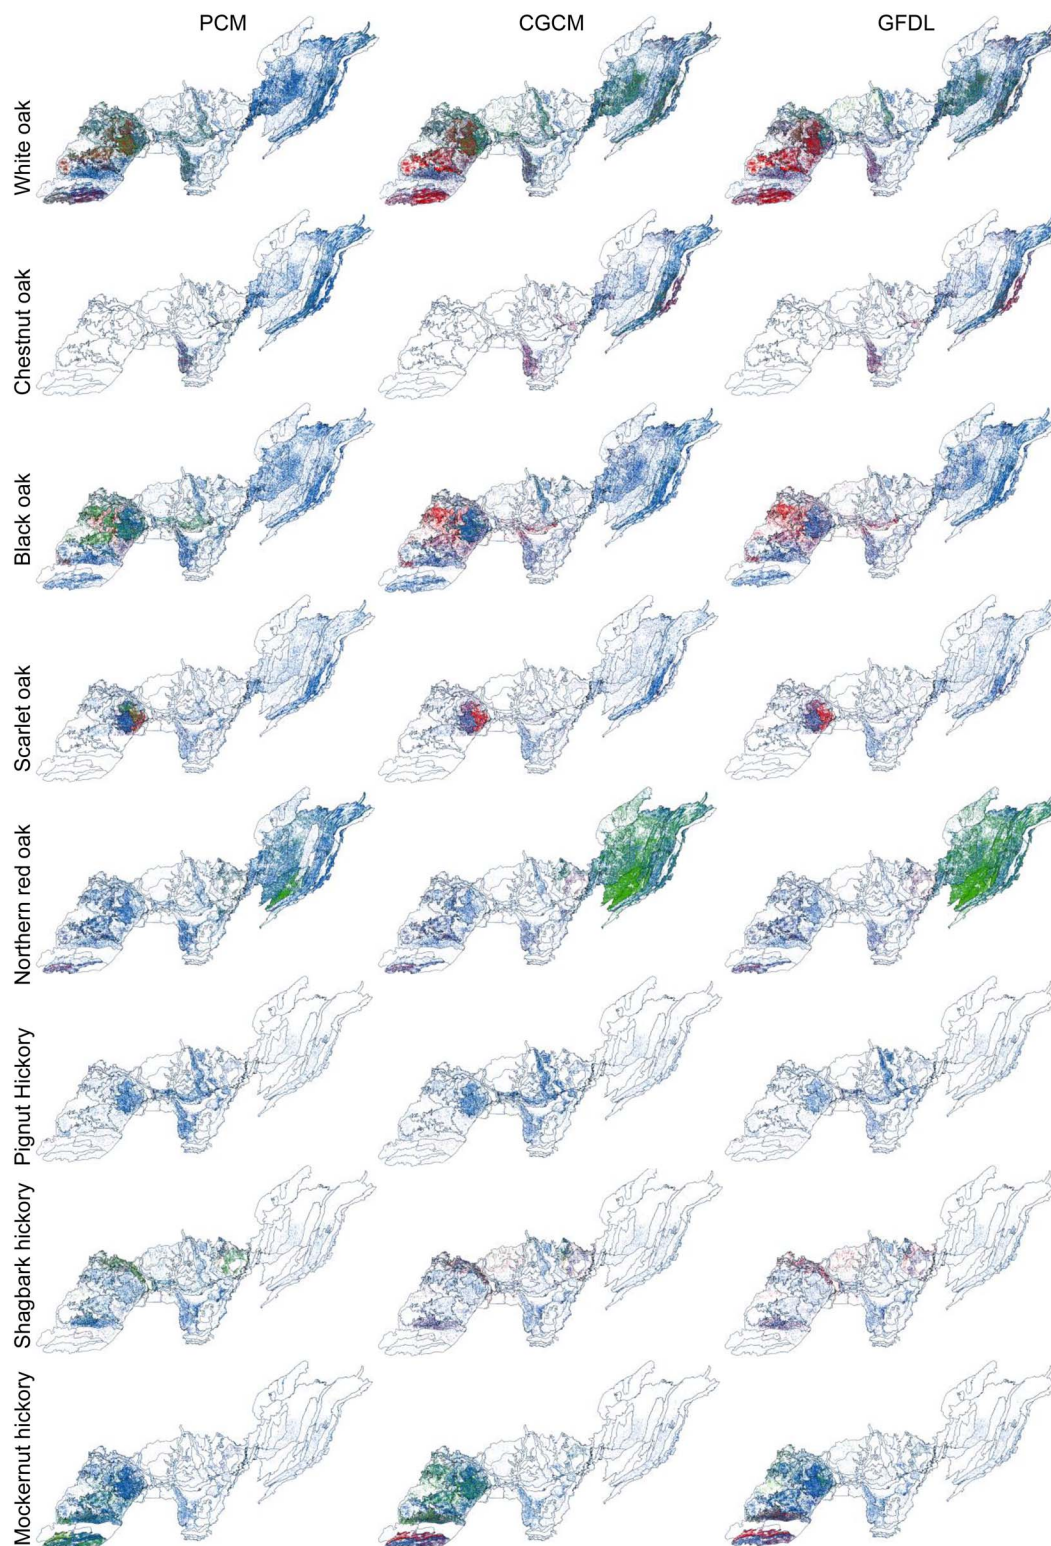 PCM CGCM GFDL
White oak
Chestnut oak
Black oak
Scarlet oak
Northern red oak
Pignut Hickory
Shagbark hickory
Mockernut hickory